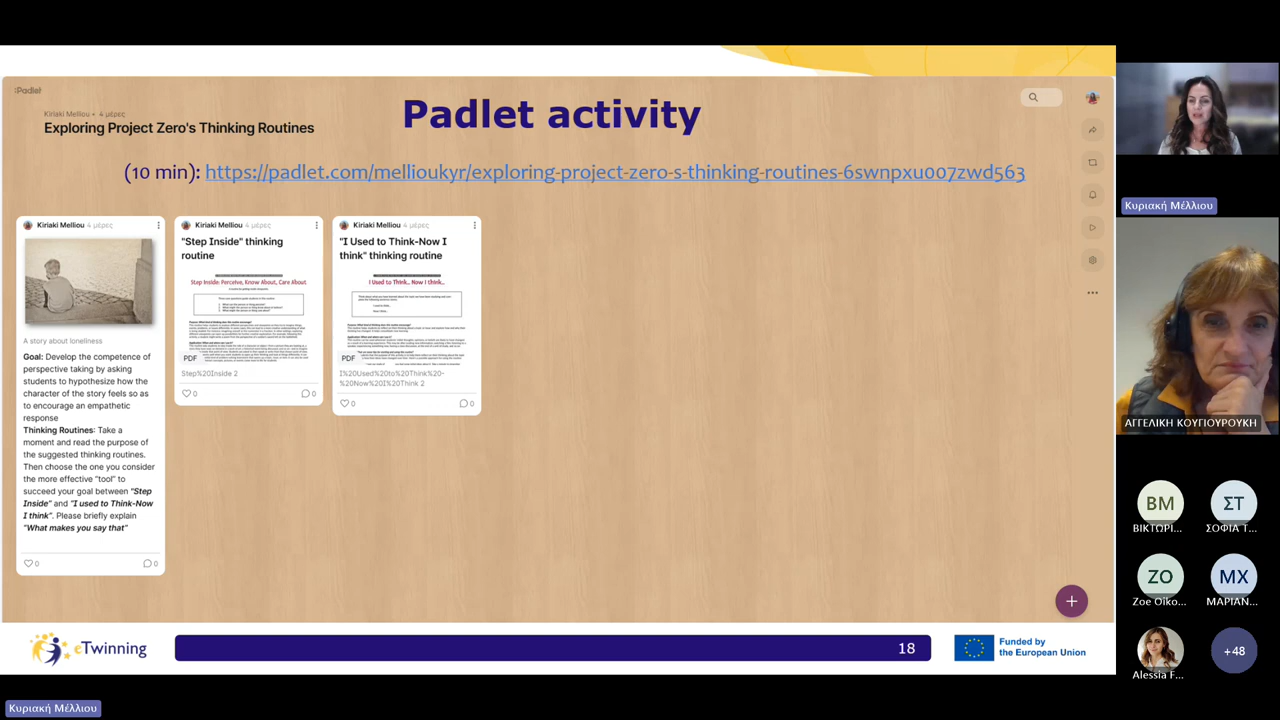 :Padlet
Kiriaki Melliou • 4 μέρες
Exploring Project Zero's Thinking Routines
Padlet activity
(10 min): https://padlet.com/mellioukyr/exploring-project-zero-s-thinking-routines-6swnpxu007zwd563
Kiriaki Melliou 4 μέρες
A story about loneliness
Goal: Develop the competence of
perspective taking by asking
students to hypothesize how the
character of the story feels so as
to encourage an empathetic
response
Thinking Routines: Take a
moment and read the purpose of
the suggested thinking routines.
Then choose the one you consider
the more effective "tool" to
succeed your goal between "Step
Inside" and "I used to Think-Now
I think". Please briefly explain
"What makes you say that"
0
0
Kiriaki Melliou 4 μέρες
"Step Inside" thinking
routine
Step Inside: Perceive, Know About, Care About
PDF
Step%20Inside 2
0
0
Kiriaki Melliou 4 μέρες
"I Used to Think-Now I
think" thinking routine
I Used to Think... Now I think...
PDF
I%20Used%20to%20Think%20-
%20Now%20I%20Think 2
0
0
eTwinning
18
Funded by
the European Union
Κυριακή Μέλλιου
ΑΓΓΕΛΙΚΗ ΚΟΥΓΙΟΥΡΟΥΚΗ
ΒΜ
ΒΙΚΤΩΡΙ...
ΣΤ
ΣΟΦΙΑ Τ...
ZO
Zoe Oiko...
ΜΧ
ΜΑΡΙΑΝ...
Alessia F...
+48
Κυριακή Μέλλιου